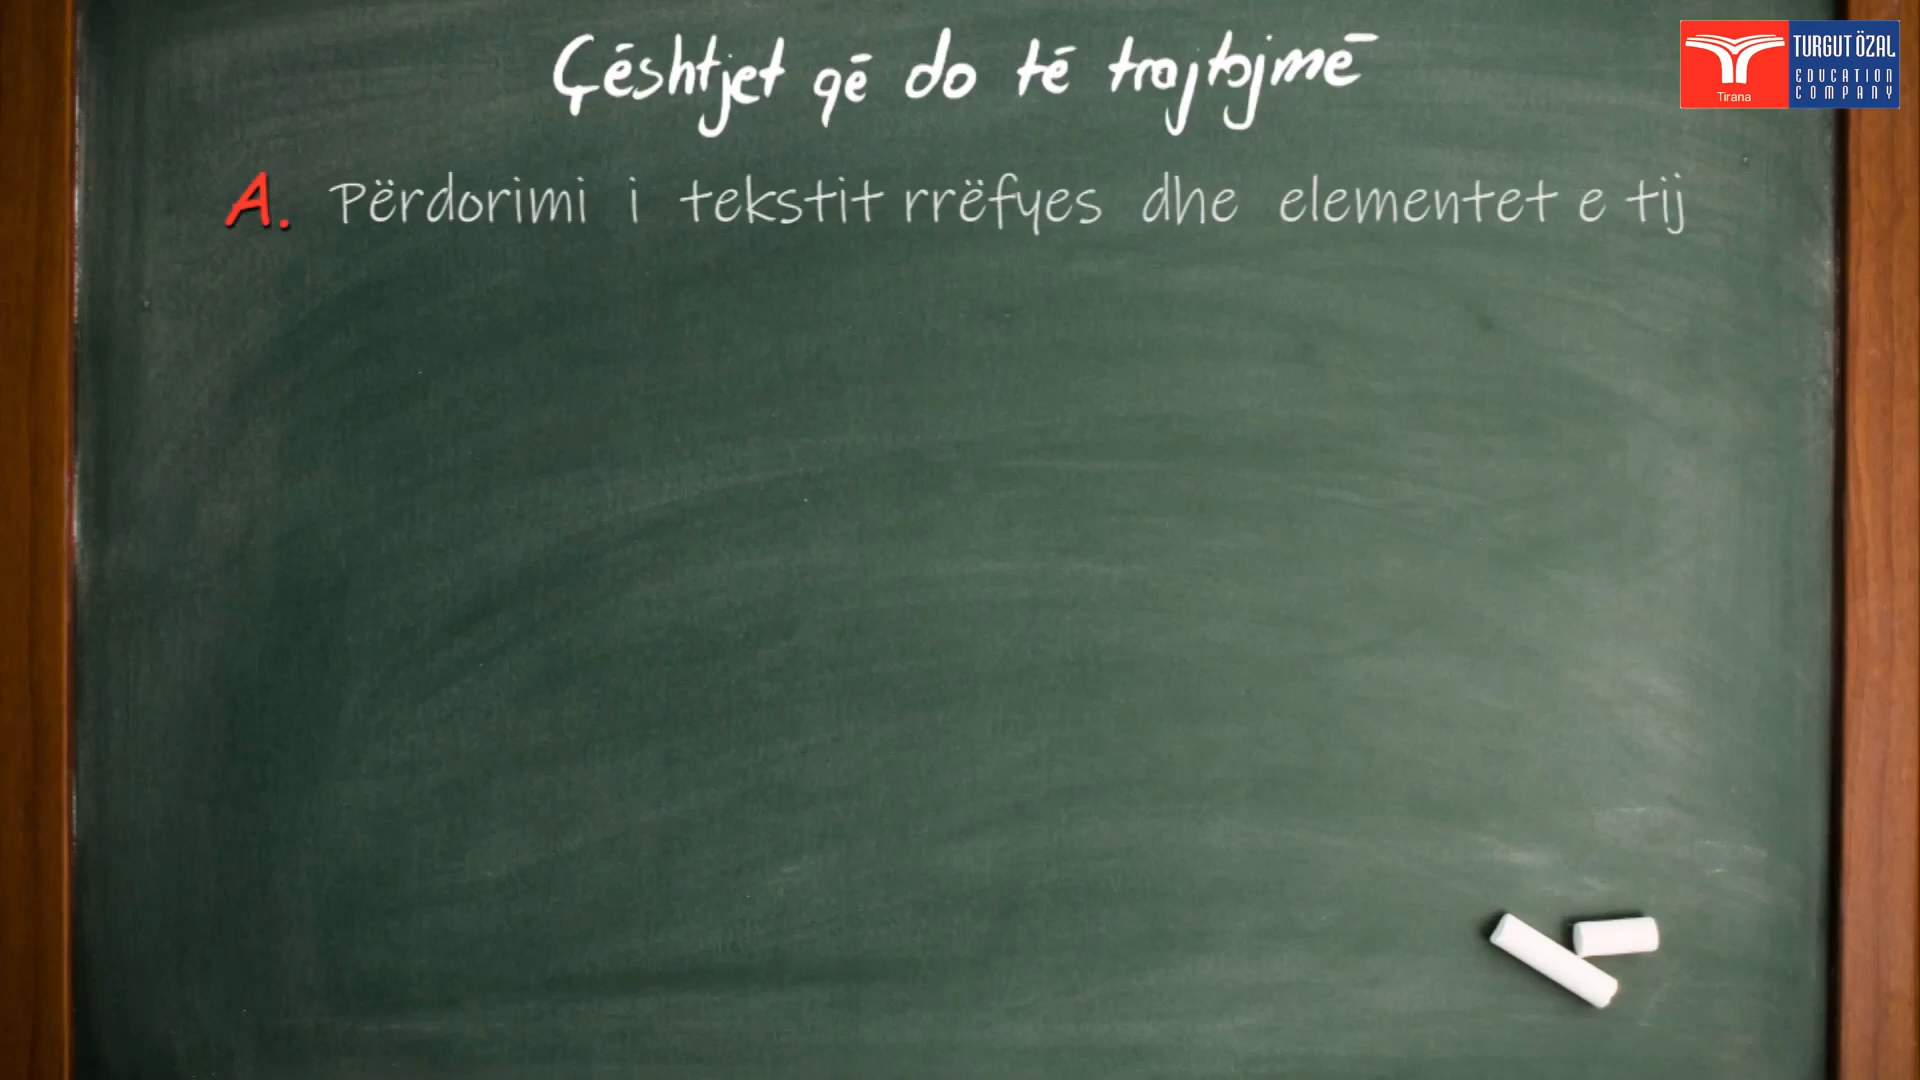 Çështjet që do të trajtojmë
TURGUT ÖZAL
EDUCATION
COMPANY
Tirana
A. Përdorimi i tekstit rrëfyes dhe elementet e tij